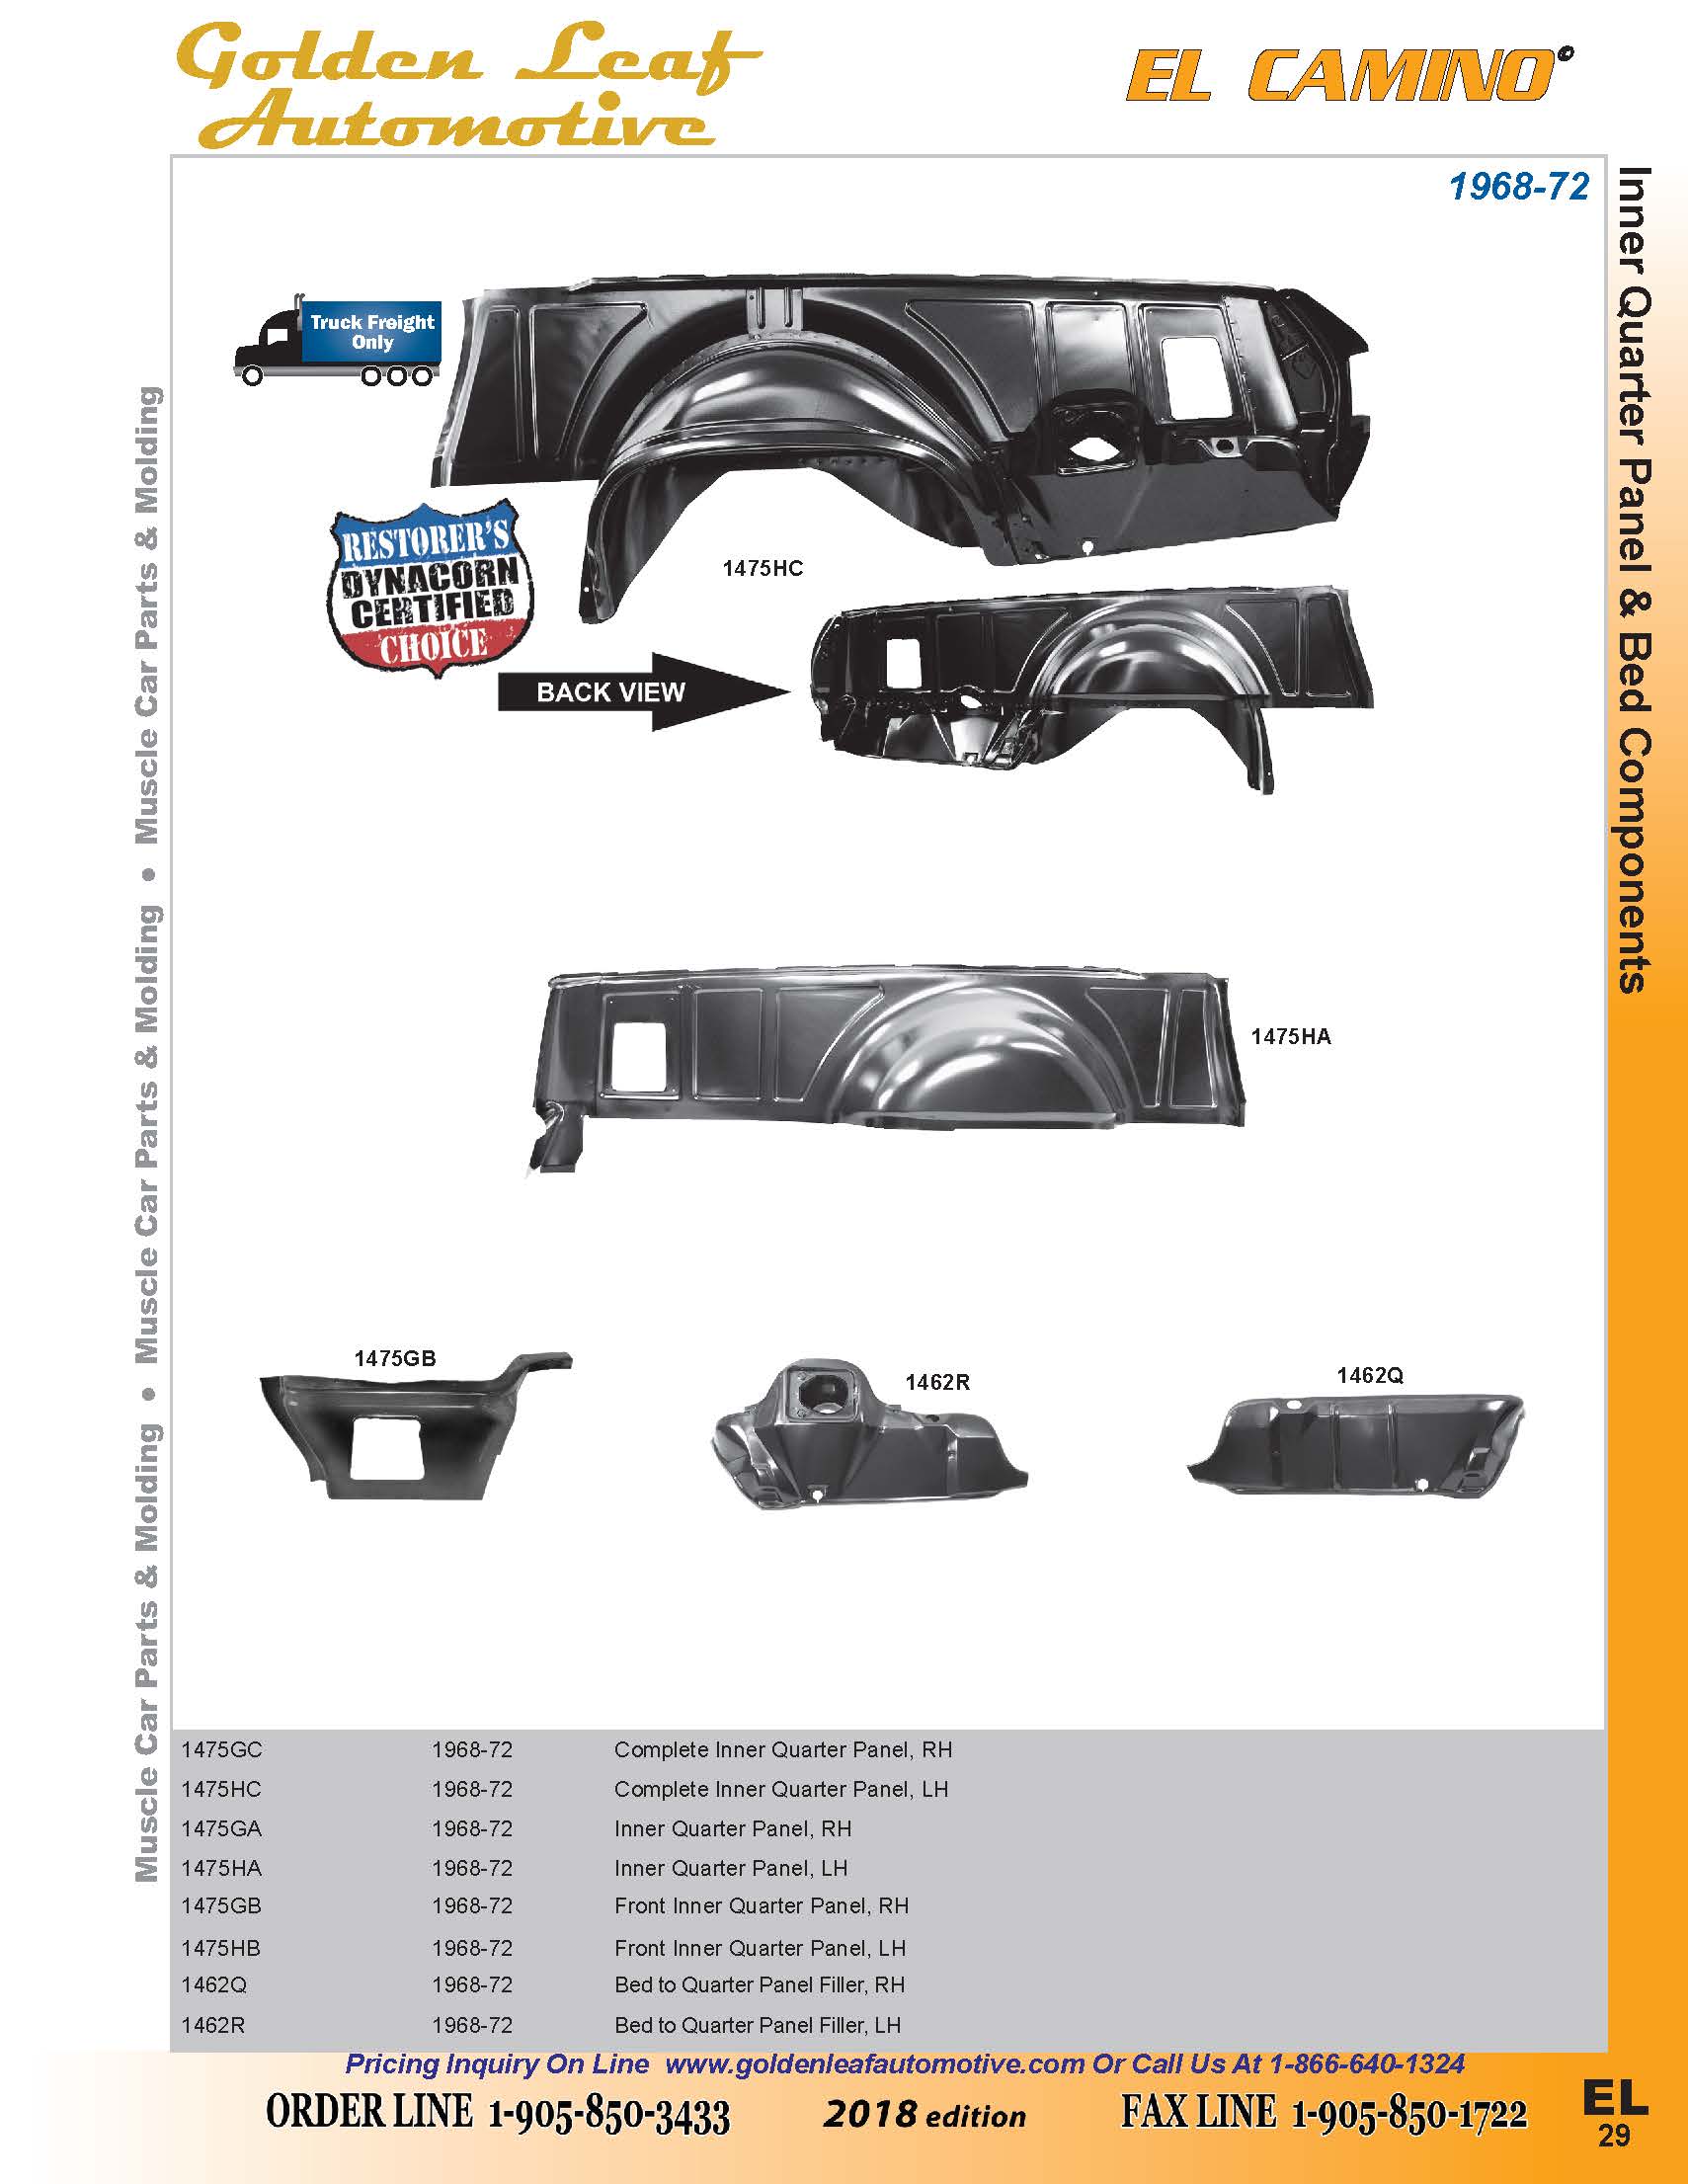 Golden Leaf
Automotive
EL CAMINO
1968-72
Inner Quarter Panel & Bed Components
Muscle Car Parts & Molding • Muscle Car Parts & Molding • Muscle Car Parts & Molding
Truck Freight
Only
RESTORER'S
DYNACORN
CERTIFIED
CHOICE
1475HC
BACK VIEW
1475HA
1475GB
1462R
1462Q
1475GC 1968-72 Complete Inner Quarter Panel, RH
1475HC 1968-72 Complete Inner Quarter Panel, LH
1475GA 1968-72 Inner Quarter Panel, RH
1475HA 1968-72 Inner Quarter Panel, LH
1475GB 1968-72 Front Inner Quarter Panel, RH
1475HB 1968-72 Front Inner Quarter Panel, LH
1462Q 1968-72 Bed to Quarter Panel Filler, RH
1462R 1968-72 Bed to Quarter Panel Filler, LH
Pricing Inquiry On Line www.goldenleafautomotive.com Or Call Us At 1-866-640-1324
ORDER LINE 1-905-850-3433 2018 edition FAX LINE 1-905-850-1722
EL
29